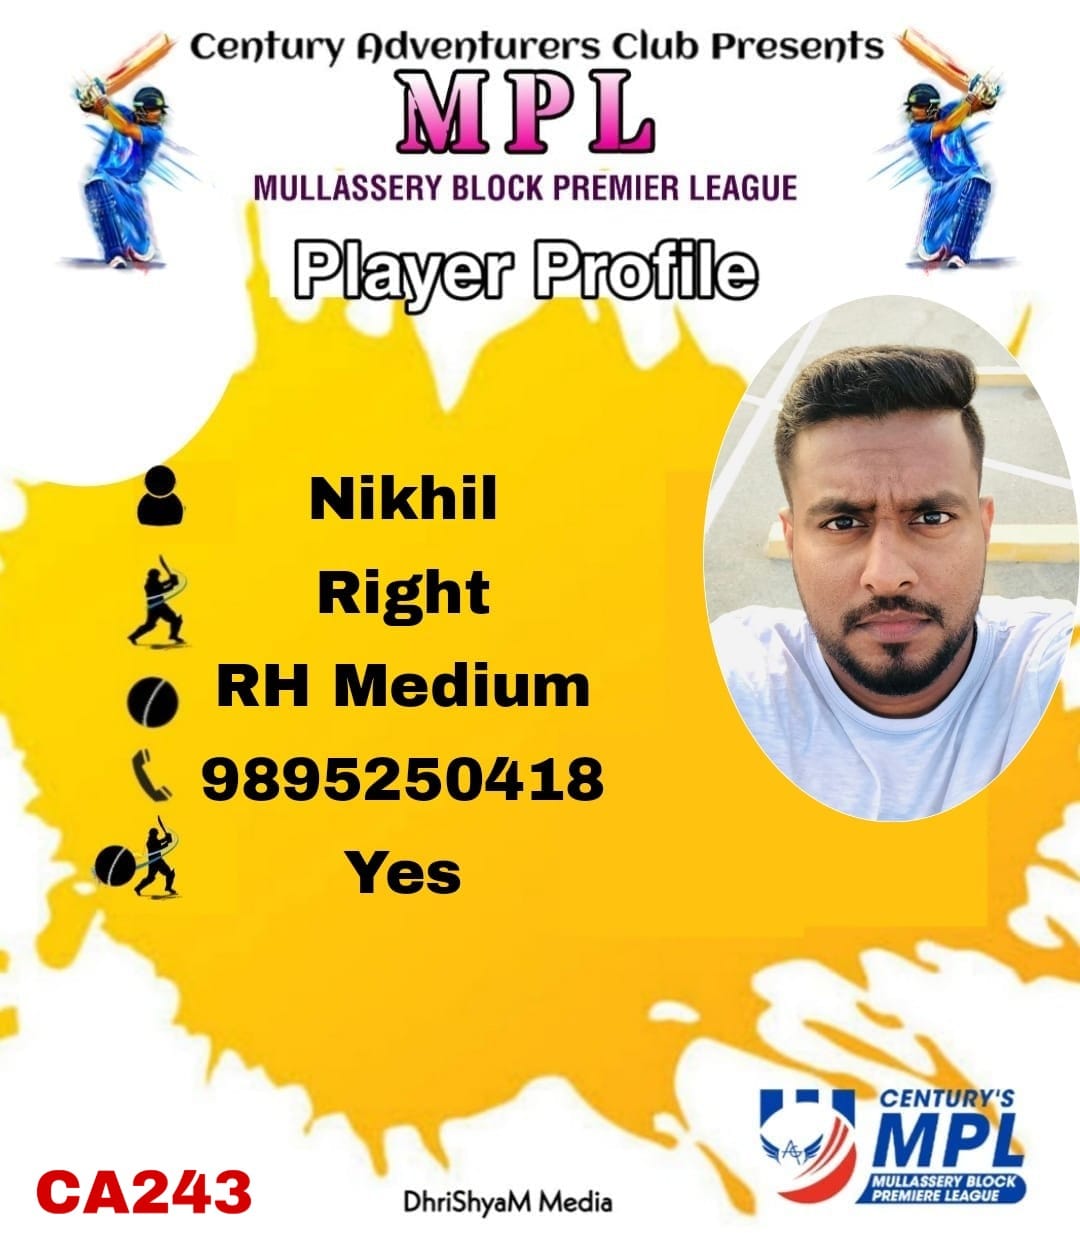 Century Adventurers Club Presents
MPL
MULLASSERY BLOCK PREMIER LEAGUE
Player Profile
Nikhil
Right
RH Medium
9895250418
Yes
CENTURY'S
MPL
MULLASSERY BLOCK
PREMIERE LEAGUE
CA243
DhriShyaM Media